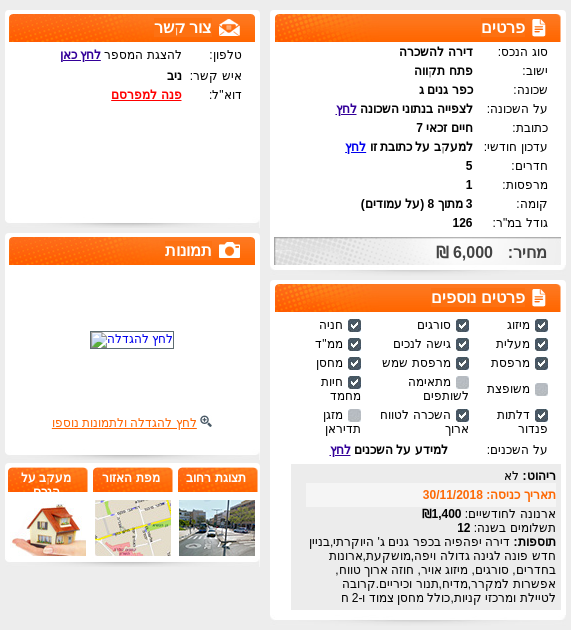 פרטים
סוג הנכס: דירה להשכרה
ישוב: פתח תקווה
שכונה: כפר גנים ג
על השכונה: לצפייה בנתוני השכונה לחץ
כתובת: חיים זכאי 7
עדכון חודשי: למעקב על כתובת זו לחץ
חדרים: 5
מרפסות: 1
קומה: 3 מתוך 8 (על עמודים)
גודל במ"ר: 126
מחיר: 6,000 ₪
פרטים נוספים
מיזוג סורגים חניה
מעלית גישה לנכים ממ"ד
מרפסת מרפסת שמש מחסן
משופצת מתאימה לשותפים חיות מחמד
דלתות פנדור השכרה לטווח ארוך מזגן תדיראן
על השכנים: למידע על השכנים לחץ
ריהוט: לא
תאריך כניסה: 30/11/2018
ארנונה לחודשיים: ₪1,400
תשלומים בשנה: 12
תוספות: דירה יפהפיה בכפר גנים ג' היוקרתי,בניין
חדש פונה לגינה גדולה ויפה,מושקעת,ארונות
בחדרים, סורגים, מיזוג אויר, חוזה ארוך טווח,
אפשרות למקרר,מדיח,תנור וכיריים.קרובה
לטיילת ומרכזי קניות,כולל מחסן צמוד ו-2 ח
צור קשר
טלפון: להצגת המספר לחץ כאן
איש קשר: ניב
דוא"ל: פנה למפרסם
תמונות
לחץ להגדלה
לחץ להגדלה ולתמונות נוספו
תצוגת רחוב
מפת האזור
מעקב על
הנכס